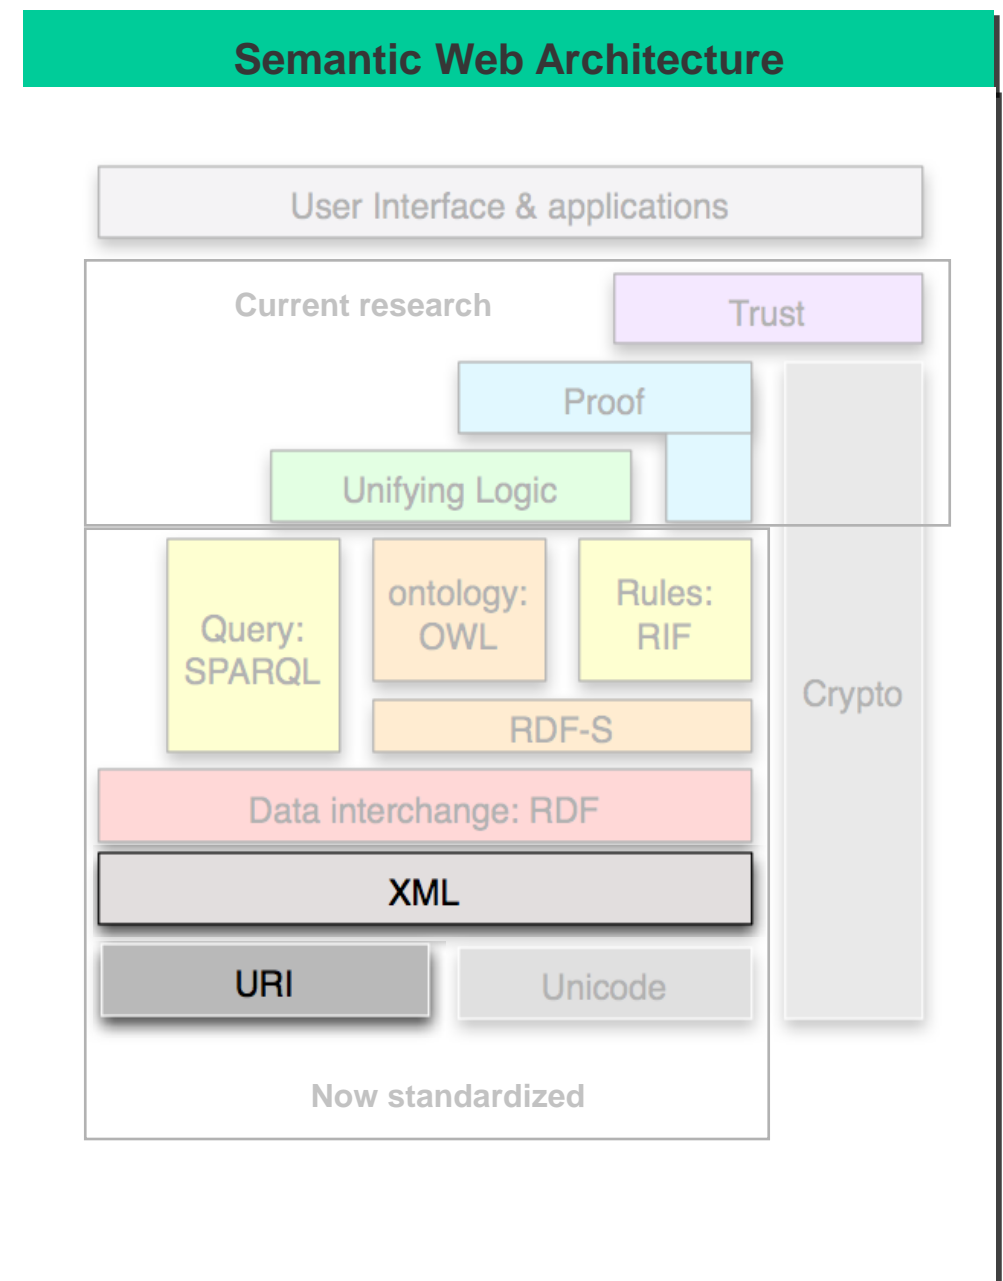 Semantic Web Architecture
User Interface & applications
Current research
Trust
Proof
Unifying Logic
Query:
SPARQL
ontology:
OWL
Rules:
RIF
RDF-S
Crypto
Data interchange: RDF
XML
URI
Unicode
Now standardized